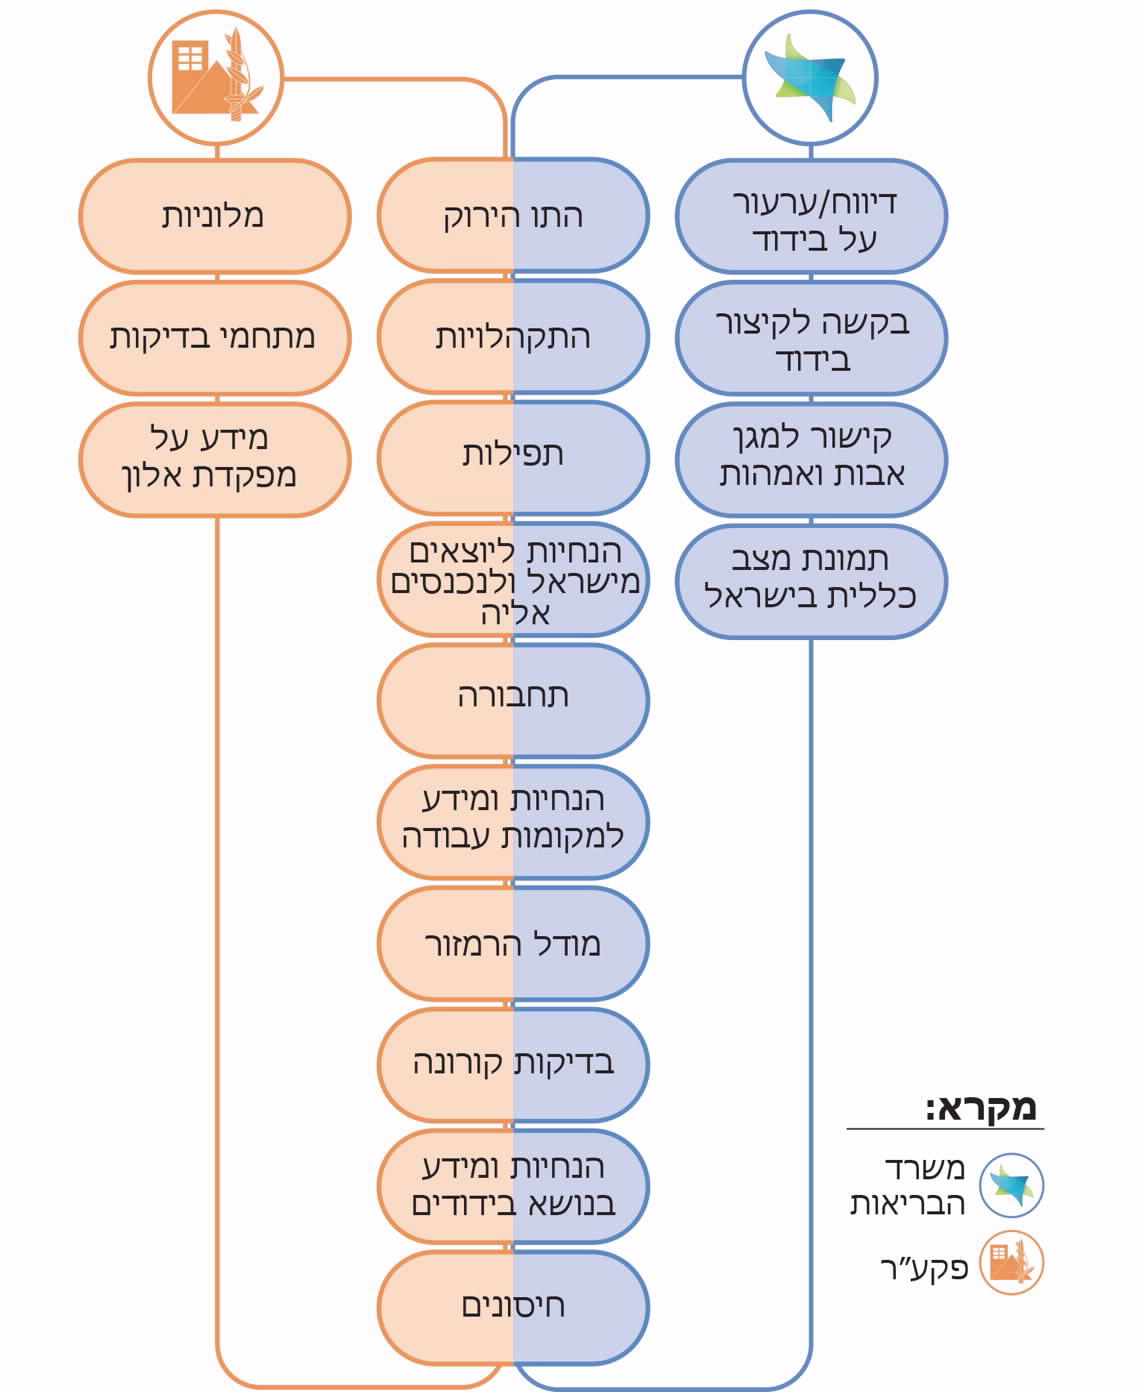 דיווח/ערעור
על בידוד
בקשה לקיצור
בידוד
קישור למגן
אבות ואמהות
תמונת מצב
כללית בישראל
התו הירוק
התקהלויות
תפילות
הנחיות ליוצאים
מישראל ולנכנסים
אליה
תחבורה
הנחיות ומידע
למקומות עבודה
מודל הרמזור
בדיקות קורונה
הנחיות ומידע
בנושא בידודים
חיסונים
מלוניות
מתחמי בדיקות
מידע על
מפקדת אלון
מקרא:
משרד
הבריאות
פקע״ר